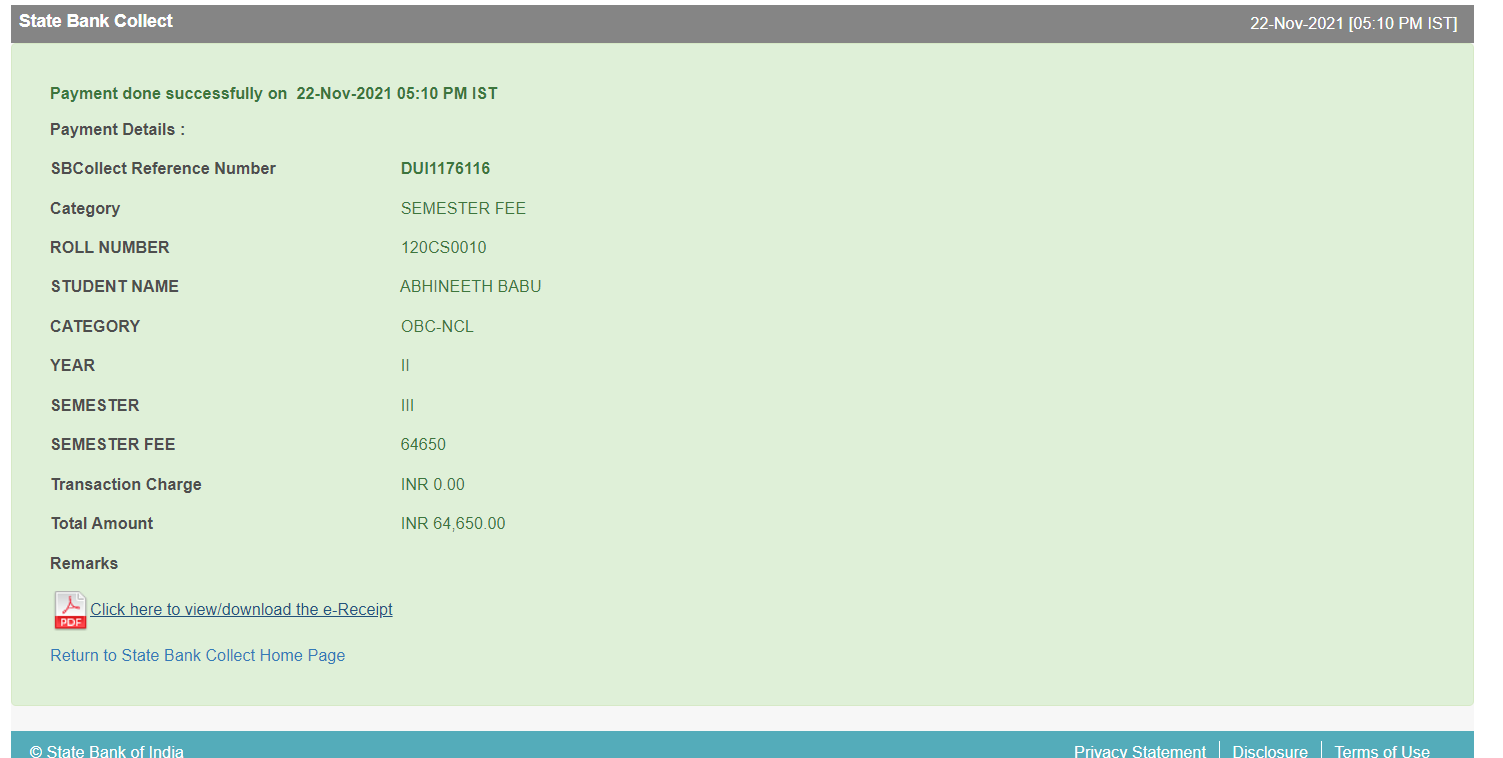 State Bank Collect 22-Nov-2021 [05:10 PM IST]
Payment done successfully on 22-Nov-2021 05:10 PM IST
Payment Details :
SBCollect Reference Number DUI1176116
Category SEMESTER FEE
ROLL NUMBER 120CS0010
STUDENT NAME ABHINEETH BABU
CATEGORY OBC-NCL
YEAR II
SEMESTER III
SEMESTER FEE 64650
Transaction Charge INR 0.00
Total Amount INR 64,650.00
Remarks
PDF Click here to view/download the e-Receipt
Return to State Bank Collect Home Page
© State Bank of India Privacy Statement Disclosure Terms of Use